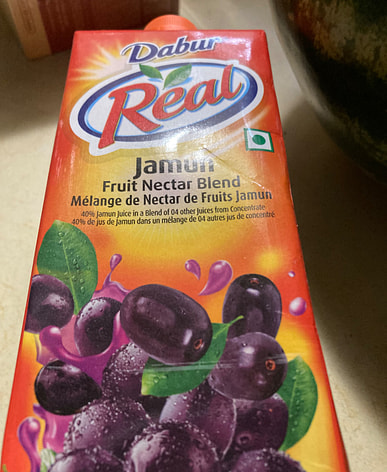 Dabur
Réal
Jamun
Fruit Nectar Blend
Mélange de Nectar de Fruits Jamun
40% Jamun Juice in a Blend of 04 other Juices from Concentrate
40% de jus de Jamun dans un mélange de 04 autres jus de concentré